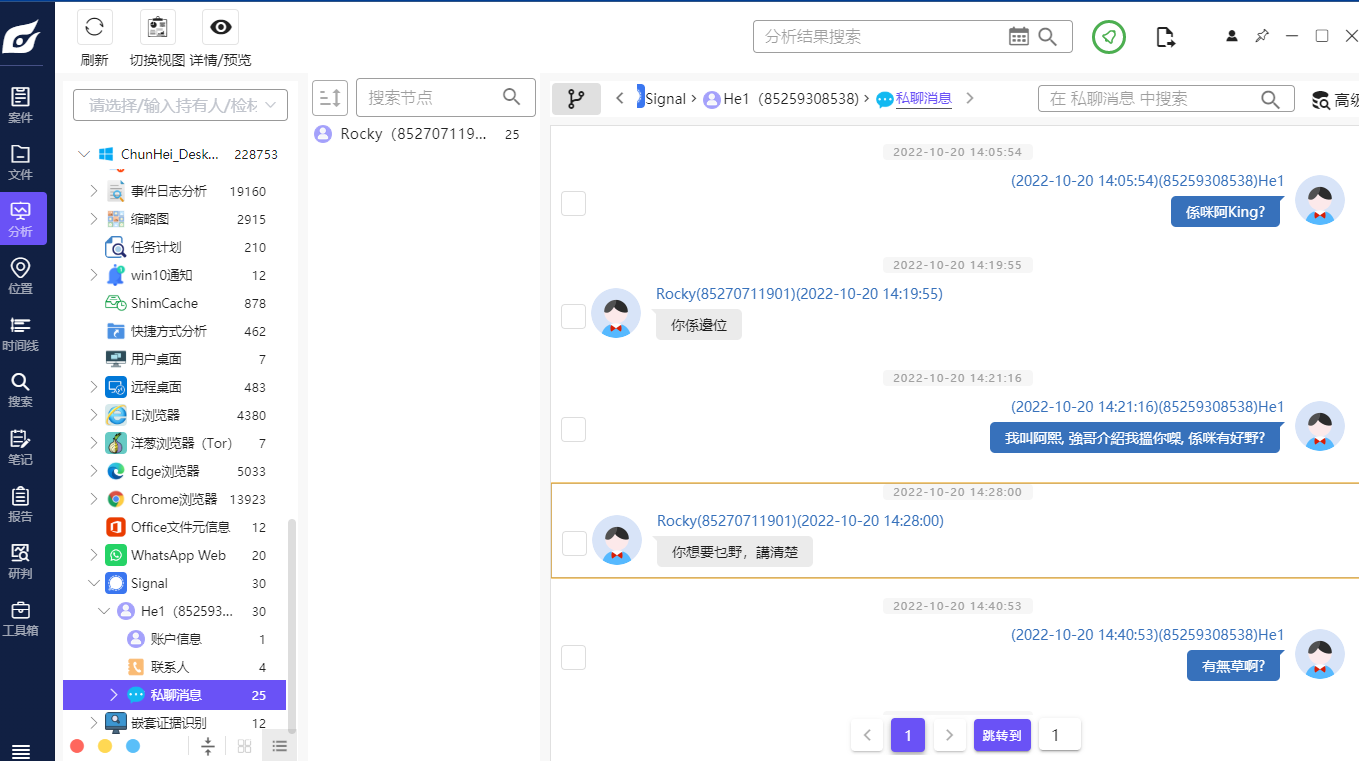 刷新
切换视图
详情/预览
分析结果搜索
案件
文件
分析
位置
时间线
搜索
笔记
报告
研判
工具箱
请选择/输入持有人/检材
ChunHei_Desk... 228753
事件日志分析 19160
缩略图 2915
任务计划 210
win10通知 12
ShimCache 878
快捷方式分析 462
用户桌面 7
远程桌面 483
IE浏览器 4380
洋葱浏览器（Tor） 7
Edge浏览器 5033
Chrome浏览器 13923
Office文件元信息 12
WhatsApp Web 20
Signal 30
He1（852593... 30
账户信息 1
联系人 4
私聊消息 25
嵌套证据识别 12
搜索节点
Rocky（852707119... 25
Signal
He1（85259308538）
私聊消息
在 私聊消息 中搜索
高级
2022-10-20 14:05:54
(2022-10-20 14:05:54)(85259308538)He1
係咪阿King?
2022-10-20 14:19:55
Rocky(85270711901)(2022-10-20 14:19:55)
你係邊位
2022-10-20 14:21:16
(2022-10-20 14:21:16)(85259308538)He1
我叫阿熙, 強哥介紹我搵你嘅, 係咪有好野?
2022-10-20 14:28:00
Rocky(85270711901)(2022-10-20 14:28:00)
你想要乜野，講清楚
2022-10-20 14:40:53
(2022-10-20 14:40:53)(85259308538)He1
有無草啊?
1
跳转到
1